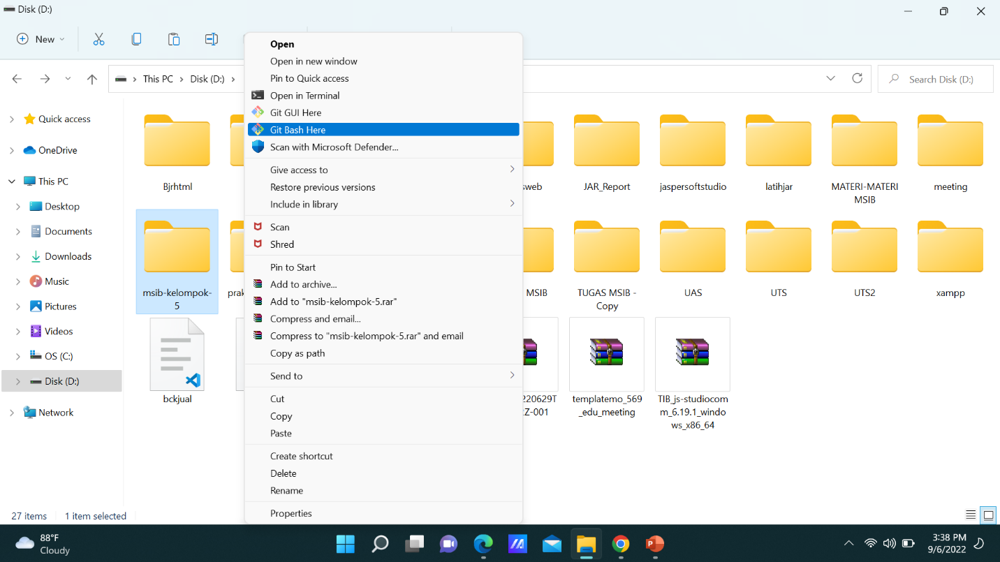 Disk (D:)
New
This PC
Disk (D:)
Search Disk (D:)
Quick access
OneDrive
This PC
Desktop
Documents
Downloads
Music
Pictures
Videos
OS (C:)
Disk (D:)
Network
Open
Open in new window
Pin to Quick access
Open in Terminal
Git GUI Here
Git Bash Here
Scan with Microsoft Defender...
Give access to
Restore previous versions
Include in library
Scan
Shred
Pin to Start
Add to archive...
Add to "msib-kelompok-5.rar"
Compress and email...
Compress to "msib-kelompok-5.rar" and email
Copy as path
Send to
Cut
Copy
Paste
Create shortcut
Delete
Rename
Properties
Bjrhtml
sweb
JAR_Report
jaspersoftstudio
latihjar
MATERI-MATERI
MSIB
meeting
msib-kelompok-
5
prak
MSIB
TUGAS MSIB -
Copy
UAS
UTS
UTS2
xampp
bckjual
220629T
Z-001
templatemo_569
_edu_meeting
TIB_js-studiocom
m_6.19.1_windo
ws_x86_64
27 items
1 item selected
88°F
Cloudy
3:38 PM
9/6/2022